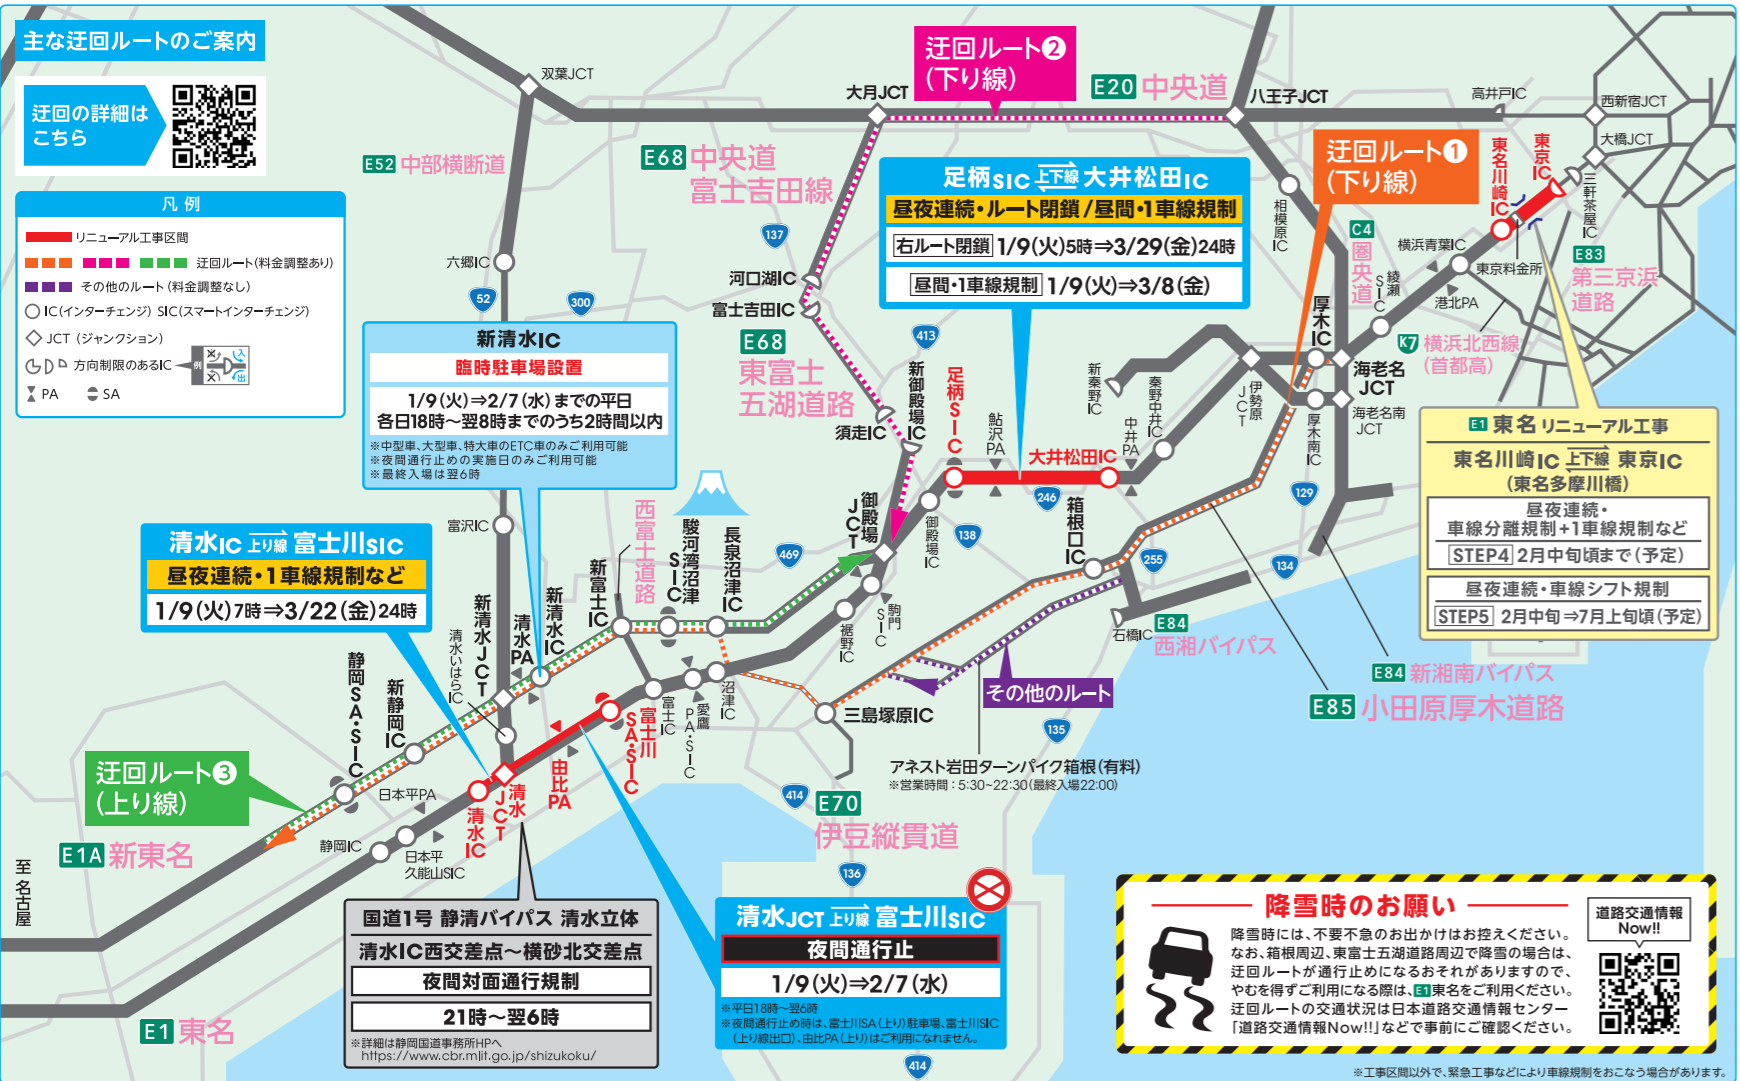 主な迂回ルートのご案内
迂回の詳細は
こちら
凡 例
リニューアル工事区間
迂回ルート(料金調整あり)
その他のルート(料金調整なし)
IC(インターチェンジ) SIC(スマートインターチェンジ)
JCT(ジャンクション)
方向制限のあるIC
例
入
出
PA
SA
双葉JCT
E52 中部横断道
六郷IC
52
300
富沢IC
大月JCT
迂回ルート❷
(下り線)
E20 中央道
八王子JCT
高井戸IC
西新宿JCT
大橋JCT
三軒茶屋IC
東京IC
東名川崎IC
東京料金所
横浜青葉IC
港北PA
綾瀬SIC
E83
第三京浜
道路
K7 横浜北西線
(首都高)
迂回ルート❶
(下り線)
相模原IC
C4
圏央道
E68 中央道
富士吉田線
137
河口湖IC
富士吉田IC
E68
東富士
五湖道路
須走IC
新御殿場IC
413
足柄SIC 上下線 大井松田IC
昼夜連続・ルート閉鎖/昼間・1車線規制
右ルート閉鎖 1/9(火)5時⇒3/29(金)24時
昼間・1車線規制 1/9(火)⇒3/8(金)
足柄SIC
鮎沢PA
大井松田IC
中井PA
秦野中井IC
新秦野IC
伊勢原JCT
厚木IC
海老名
JCT
厚木南IC
海老名南
JCT
246
129
134
138
255
469
新清水IC
臨時駐車場設置
1/9(火)⇒2/7(水)までの平日
各日18時〜翌8時までのうち2時間以内
※中型車、大型車、特大車のETC車のみご利用可能
※夜間通行止めの実施日のみご利用可能
※最終入場は翌6時
清水IC 上り線 富士川SIC
昼夜連続・1車線規制など
1/9(火)7時⇒3/22(金)24時
E1 東名 リニューアル工事
東名川崎IC 上下線 東京IC
(東名多摩川橋)
昼夜連続・
車線分離規制+1車線規制など
STEP4 2月中旬頃まで(予定)
昼夜連続・車線シフト規制
STEP5 2月中旬⇒7月上旬頃(予定)
西富士道路
新富士IC
駿河湾沼津SIC
長泉沼津IC
御殿場JCT
御殿場IC
駒門SIC
裾野IC
箱根口IC
石橋IC
E84
西湘バイパス
E84 新湘南バイパス
E85 小田原厚木道路
その他のルート
アネスト岩田ターンパイク箱根(有料)
※営業時間:5:30~22:30(最終入場22:00)
135
三島塚原IC
沼津IC
愛鷹PA・SIC
富士IC
富士川SA・SIC
由比PA
新清水IC
清水PA
新清水JCT
清水いはらIC
新静岡IC
静岡SA・SIC
清水JCT
清水IC
日本平PA
静岡IC
日本平
久能山SIC
迂回ルート❸
(上り線)
E1A 新東名
至 名古屋
E1 東名
414
E70
伊豆縦貫道
136
414
国道1号 静清バイパス 清水立体
清水IC西交差点〜横砂北交差点
夜間対面通行規制
21時〜翌6時
※詳細は静岡国道事務所HPへ
https://www.cbr.mlit.go.jp/shizukoku/
清水JCT 上り線 富士川SIC
夜間通行止
1/9(火)⇒2/7(水)
※平日18時〜翌6時
※夜間通行止め時は、富士川SA(上り)駐車場、富士川SIC
(上り線出口)、由比PA(上り)はご利用になれません。
降雪時のお願い
降雪時には、不要不急のお出かけはお控えください。
なお、箱根周辺、東富士五湖道路周辺で降雪の場合は、
迂回ルートが通行止めになるおそれがありますので、
やむを得ずご利用になる際は、E1東名をご利用ください。
迂回ルートの交通状況は日本道路交通情報センター
「道路交通情報Now!!」などで事前にご確認ください。
道路交通情報
Now!!
※工事区間以外で、緊急工事などにより車線規制をおこなう場合があります。